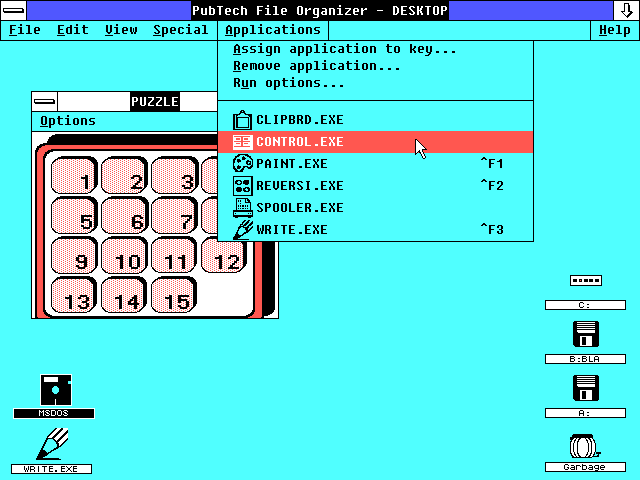 PubTech File Organizer - DESKTOP
File Edit View Special Applications Help
Assign application to key...
Remove application...
Run options...
PUZZLE
Options
CLIPBRD.EXE
CONTROL.EXE
PAINT.EXE ^F1
REVERSI.EXE ^F2
SPOOLER.EXE
WRITE.EXE ^F3
1 2 3
5 6 7
9 10 11 12
13 14 15
C:
B:BLA
A:
MSDOS
WRITE.EXE
Garbage